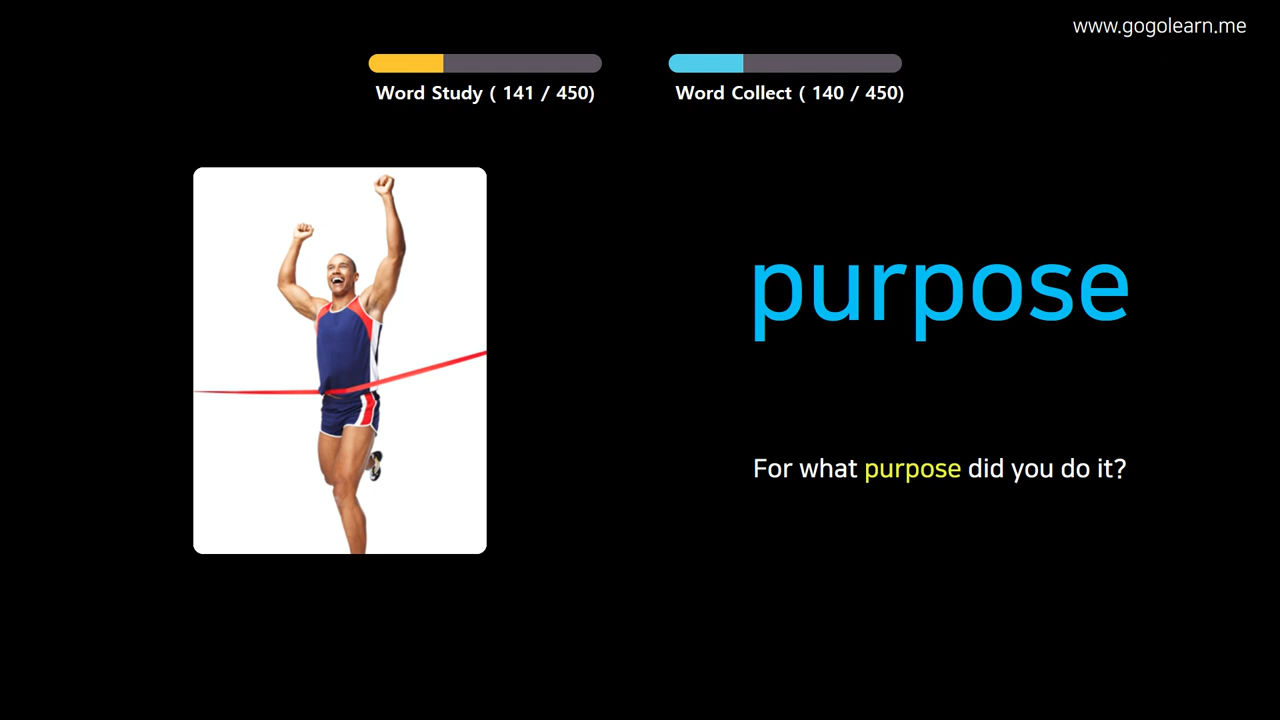 www.gogolearn.me
Word Study ( 141 / 450)
Word Collect ( 140 / 450)
purpose
For what purpose did you do it?